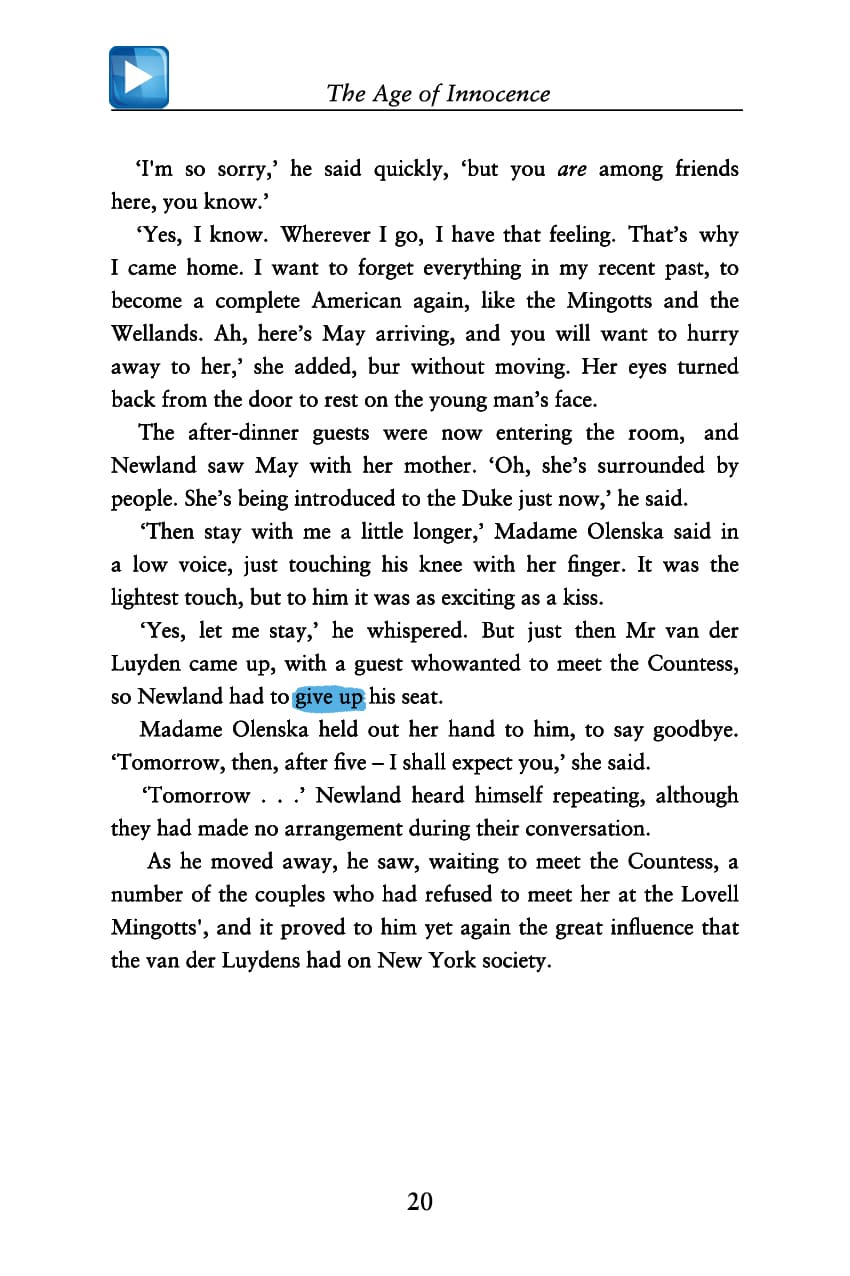 The Age of Innocence
‘I'm so sorry,’ he said quickly, ‘but you are among friends
here, you know.’
‘Yes, I know. Wherever I go, I have that feeling. That’s why
I came home. I want to forget everything in my recent past, to
become a complete American again, like the Mingotts and the
Wellands. Ah, here’s May arriving, and you will want to hurry
away to her,’ she added, bur without moving. Her eyes turned
back from the door to rest on the young man’s face.
The after-dinner guests were now entering the room, and
Newland saw May with her mother. ‘Oh, she’s surrounded by
people. She’s being introduced to the Duke just now,’ he said.
‘Then stay with me a little longer,’ Madame Olenska said in
a low voice, just touching his knee with her finger. It was the
lightest touch, but to him it was as exciting as a kiss.
‘Yes, let me stay,’ he whispered. But just then Mr van der
Luyden came up, with a guest whowanted to meet the Countess,
so Newland had to give up his seat.
Madame Olenska held out her hand to him, to say goodbye.
‘Tomorrow, then, after five – I shall expect you,’ she said.
‘Tomorrow . . .’ Newland heard himself repeating, although
they had made no arrangement during their conversation.
As he moved away, he saw, waiting to meet the Countess, a
number of the couples who had refused to meet her at the Lovell
Mingotts', and it proved to him yet again the great influence that
the van der Luydens had on New York society.
20